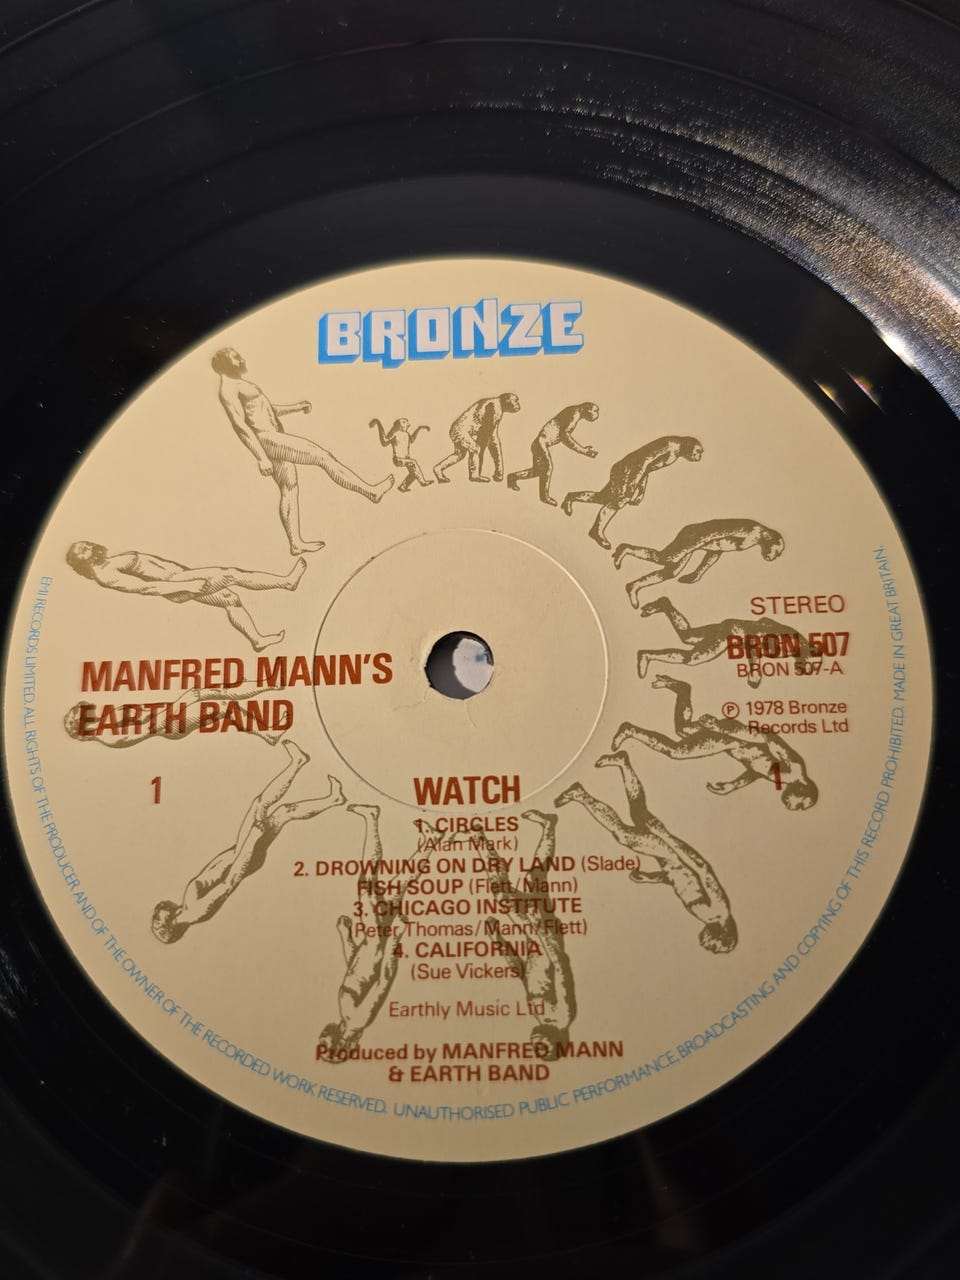 BRONZE
STEREO
BRON 507
BRON 507-A
℗ 1978 Bronze
Records Ltd
1
MANFRED MANN'S
EARTH BAND
1
WATCH
1. CIRCLES
(Alan Mark)
2. DROWNING ON DRY LAND (Slade)
FISH SOUP (Flett/Mann)
3. CHICAGO INSTITUTE
(Peter Thomas/Mann/Flett)
4. CALIFORNIA
(Sue Vickers)
Earthly Music Ltd
Produced by MANFRED MANN
& EARTH BAND
EMI RECORDS LIMITED. ALL RIGHTS OF THE PRODUCER AND OF THE OWNER OF THE RECORDED WORK RESERVED. UNAUTHORISED PUBLIC PERFORMANCE, BROADCASTING AND COPYING OF THIS RECORD PROHIBITED. MADE IN GREAT BRITAIN.